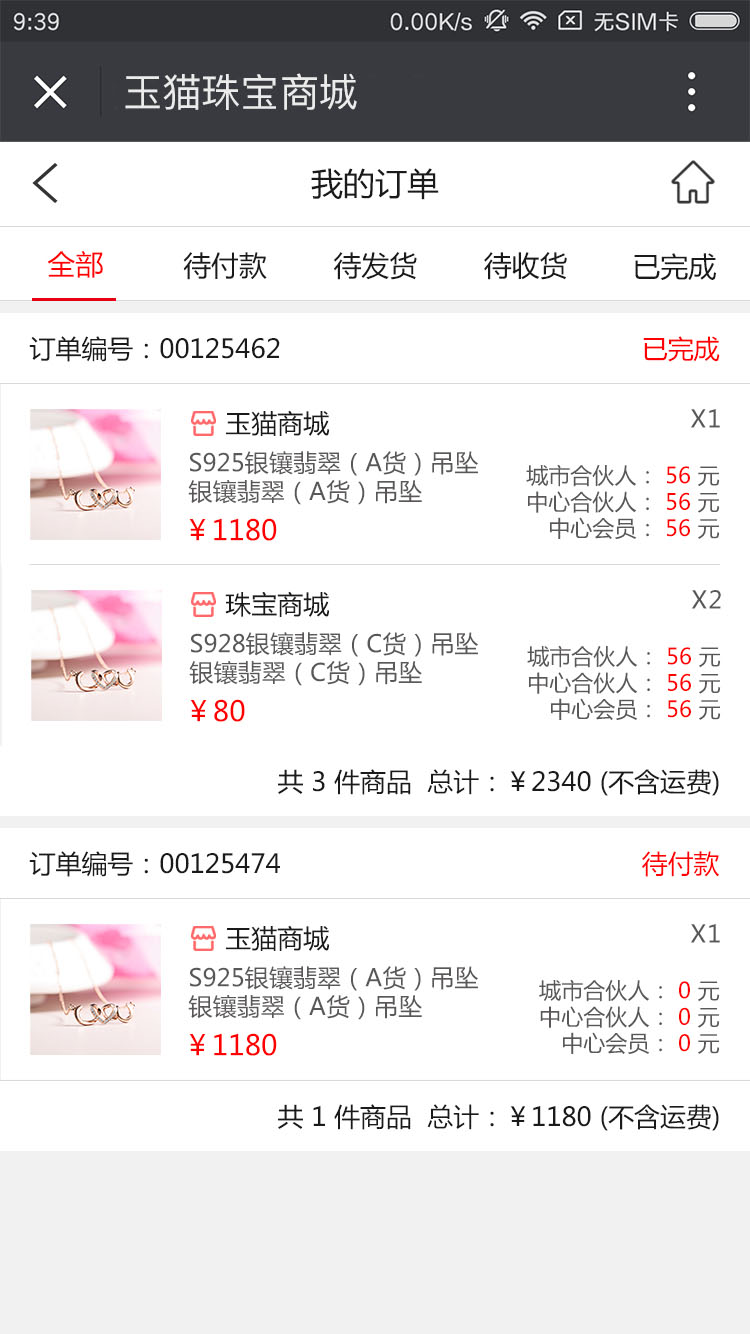 9:39 0.00K/s 无SIM卡
玉猫珠宝商城
我的订单
全部 待付款 待发货 待收货 已完成
订单编号：00125462 已完成
玉猫商城 X1
S925银镶翡翠（A货）吊坠
银镶翡翠（A货）吊坠
￥1180
城市合伙人： 56 元
中心合伙人： 56 元
中心会员： 56 元
珠宝商城 X2
S928银镶翡翠（C货）吊坠
银镶翡翠（C货）吊坠
￥80
城市合伙人： 56 元
中心合伙人： 56 元
中心会员： 56 元
共 3 件商品 总计：￥2340 (不含运费)
订单编号：00125474 待付款
玉猫商城 X1
S925银镶翡翠（A货）吊坠
银镶翡翠（A货）吊坠
￥1180
城市合伙人： 0 元
中心合伙人： 0 元
中心会员： 0 元
共 1 件商品 总计：￥1180 (不含运费)